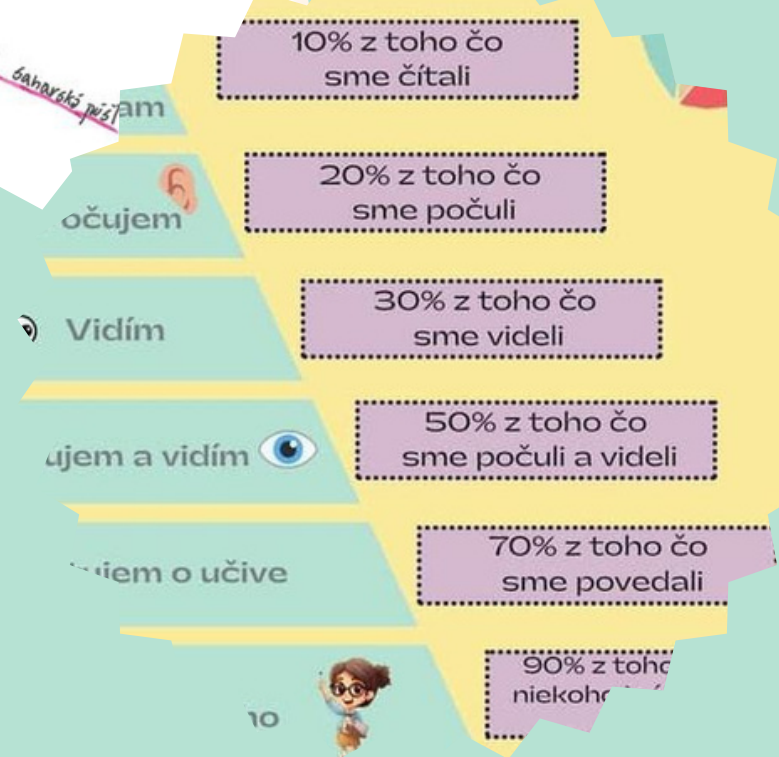 10% z toho čo
sme čítali
20% z toho čo
sme počuli
očujem
30% z toho čo
sme videli
Vidím
50% z toho čo
sme počuli a videli
ujem a vidím
70% z toho čo
sme povedali
o učive
90% z toho